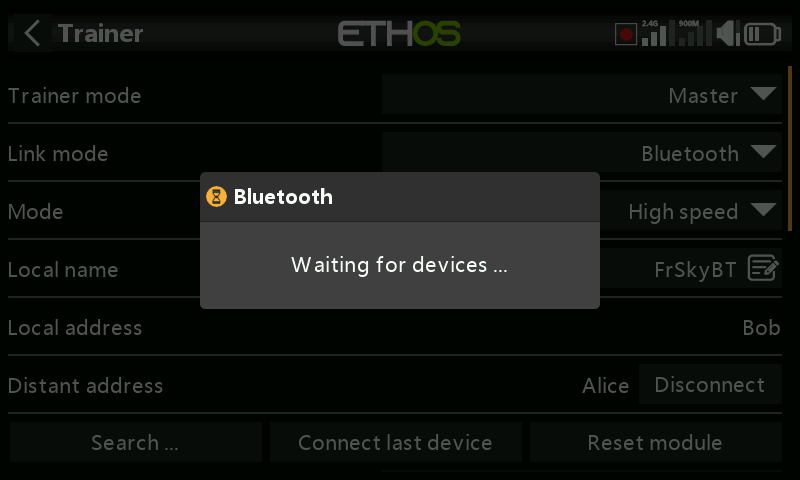 Trainer
ETHOS
2.4G
900M
Trainer mode
Master
Link mode
Bluetooth
Bluetooth
Mode
High speed
Waiting for devices ...
Local name
FrSkyBT
Local address
Bob
Distant address
Alice
Disconnect
Search ...
Connect last device
Reset module